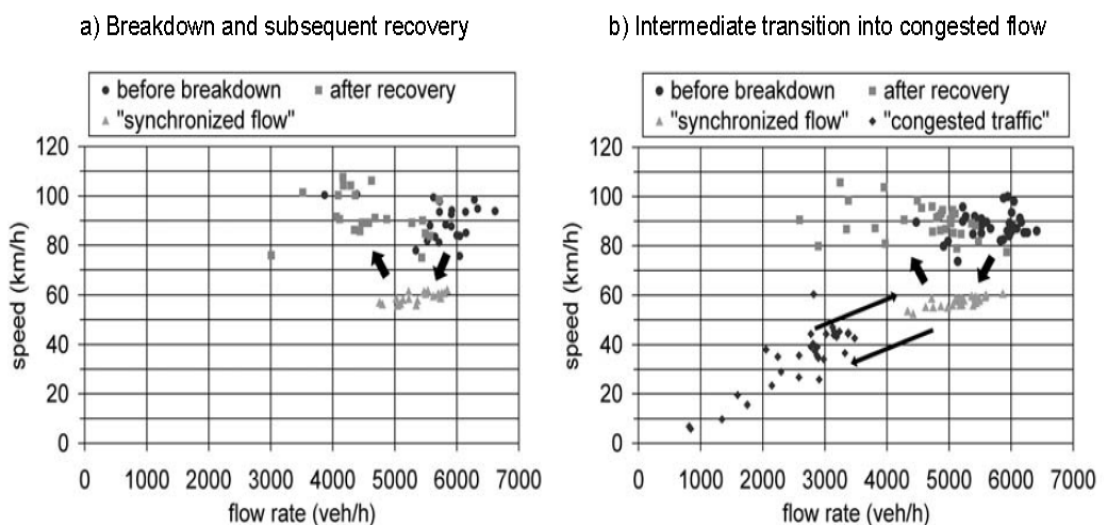 a) Breakdown and subsequent recovery
before breakdown after recovery
"synchronized flow"
120
100
80
60
40
20
0
speed (km/h)
0 1000 2000 3000 4000 5000 6000 7000
flow rate (veh/h)
b) Intermediate transition into congested flow
before breakdown after recovery
"synchronized flow" "congested traffic"
120
100
80
60
40
20
0
speed (km/h)
0 1000 2000 3000 4000 5000 6000 7000
flow rate (veh/h)